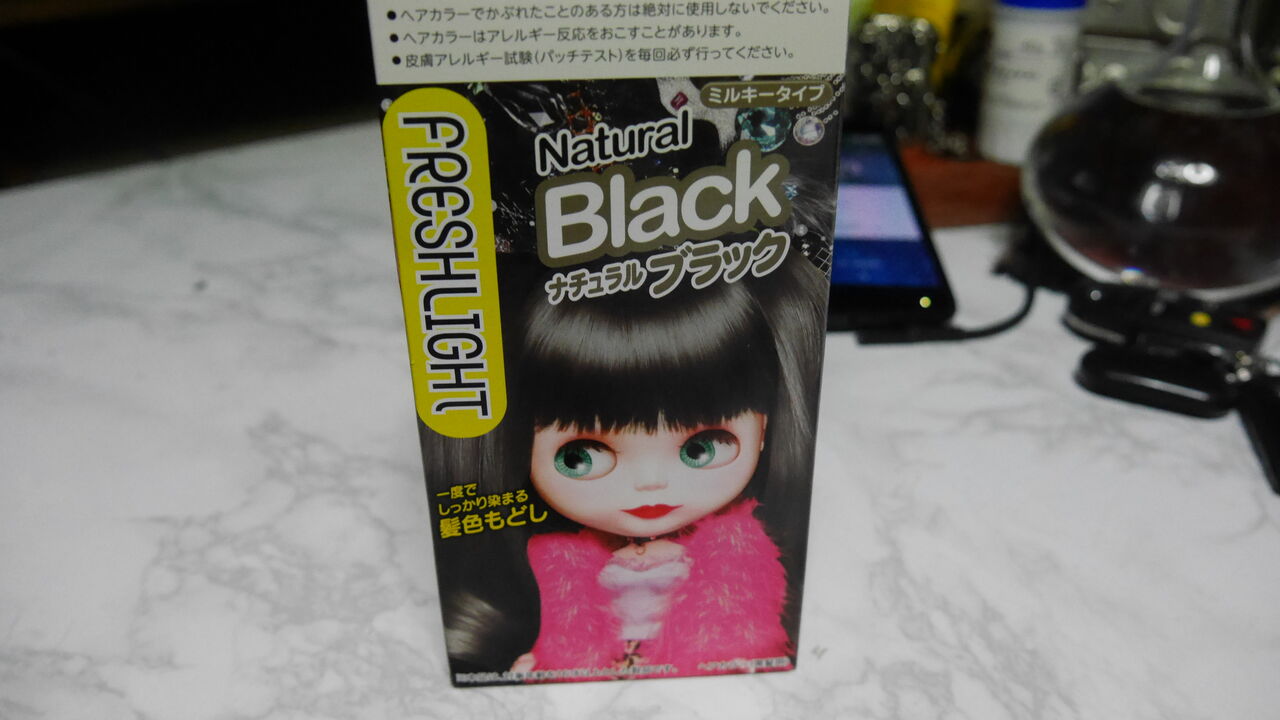 ●ヘアカラーでかぶれたことのある方は絶対に使用しないでください。
●ヘアカラーはアレルギー反応をおこすことがあります。
●皮膚アレルギー試験(パッチテスト)を毎回必ず行ってください。
ミルキータイプ
FRESHLIGHT
Natural
Black
ナチュラルブラック
一度で
しっかり染まる
髪色もどし